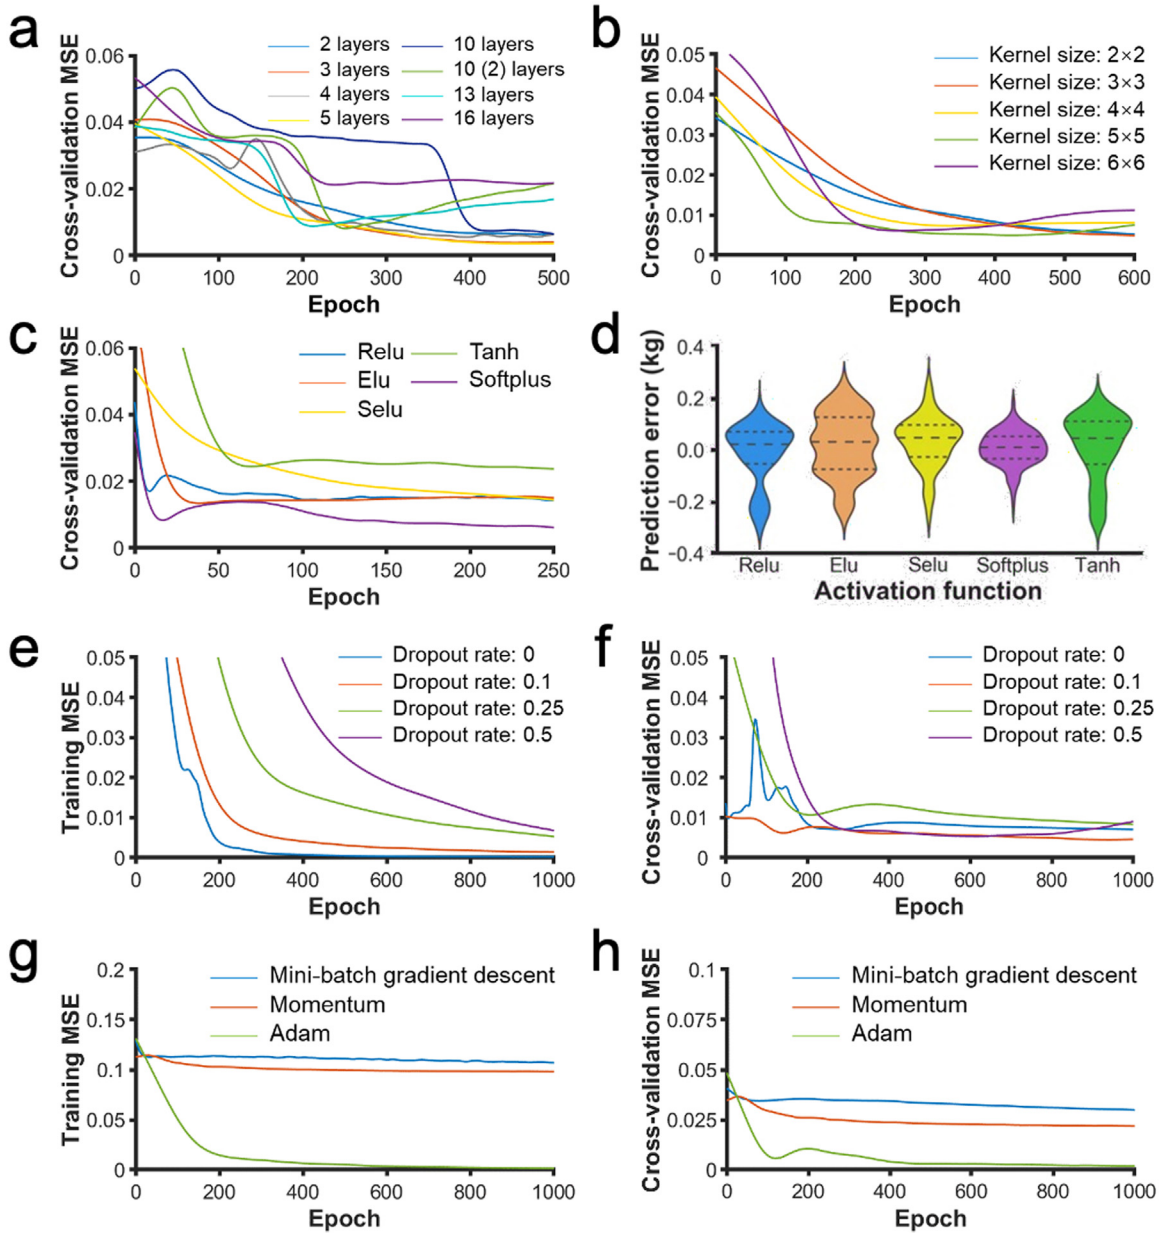 a
Cross-validation MSE
0.06
0.04
0.02
0
0 100 200 300 400 500
Epoch
2 layers 10 layers
3 layers 10 (2) layers
4 layers 13 layers
5 layers 16 layers
b
Cross-validation MSE
0.05
0.04
0.03
0.02
0.01
0
0 100 200 300 400 500 600
Epoch
Kernel size: 2×2
Kernel size: 3×3
Kernel size: 4×4
Kernel size: 5×5
Kernel size: 6×6
c
Cross-validation MSE
0.06
0.04
0.02
0
0 50 100 150 200 250
Epoch
Relu Tanh
Elu Softplus
Selu
d
Prediction error (kg)
0.4
0.2
0.0
−0.2
−0.4
Relu Elu Selu Softplus Tanh
Activation function
e
Training MSE
0.05
0.04
0.03
0.02
0.01
0
0 200 400 600 800 1000
Epoch
Dropout rate: 0
Dropout rate: 0.1
Dropout rate: 0.25
Dropout rate: 0.5
f
Cross-validation MSE
0.05
0.04
0.03
0.02
0.01
0
0 200 400 600 800 1000
Epoch
Dropout rate: 0
Dropout rate: 0.1
Dropout rate: 0.25
Dropout rate: 0.5
g
Training MSE
0.2
0.15
0.1
0.05
0
0 200 400 600 800 1000
Epoch
Mini-batch gradient descent
Momentum
Adam
h
Cross-validation MSE
0.1
0.075
0.05
0.025
0
0 200 400 600 800 1000
Epoch
Mini-batch gradient descent
Momentum
Adam